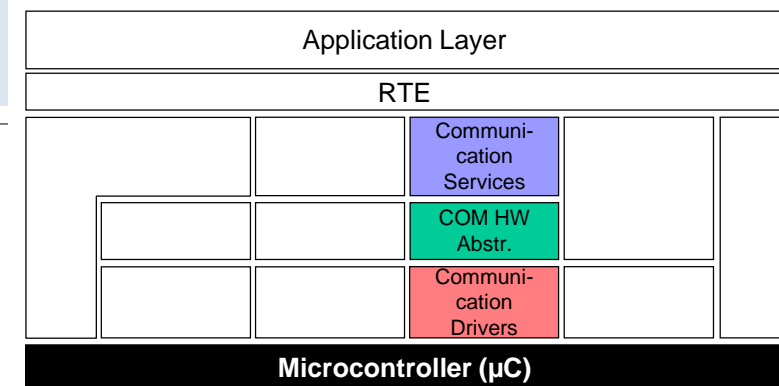 Application Layer
RTE
Communi-
cation
Services
COM HW
Abstr.
Communi-
cation
Drivers
Microcontroller (µC)